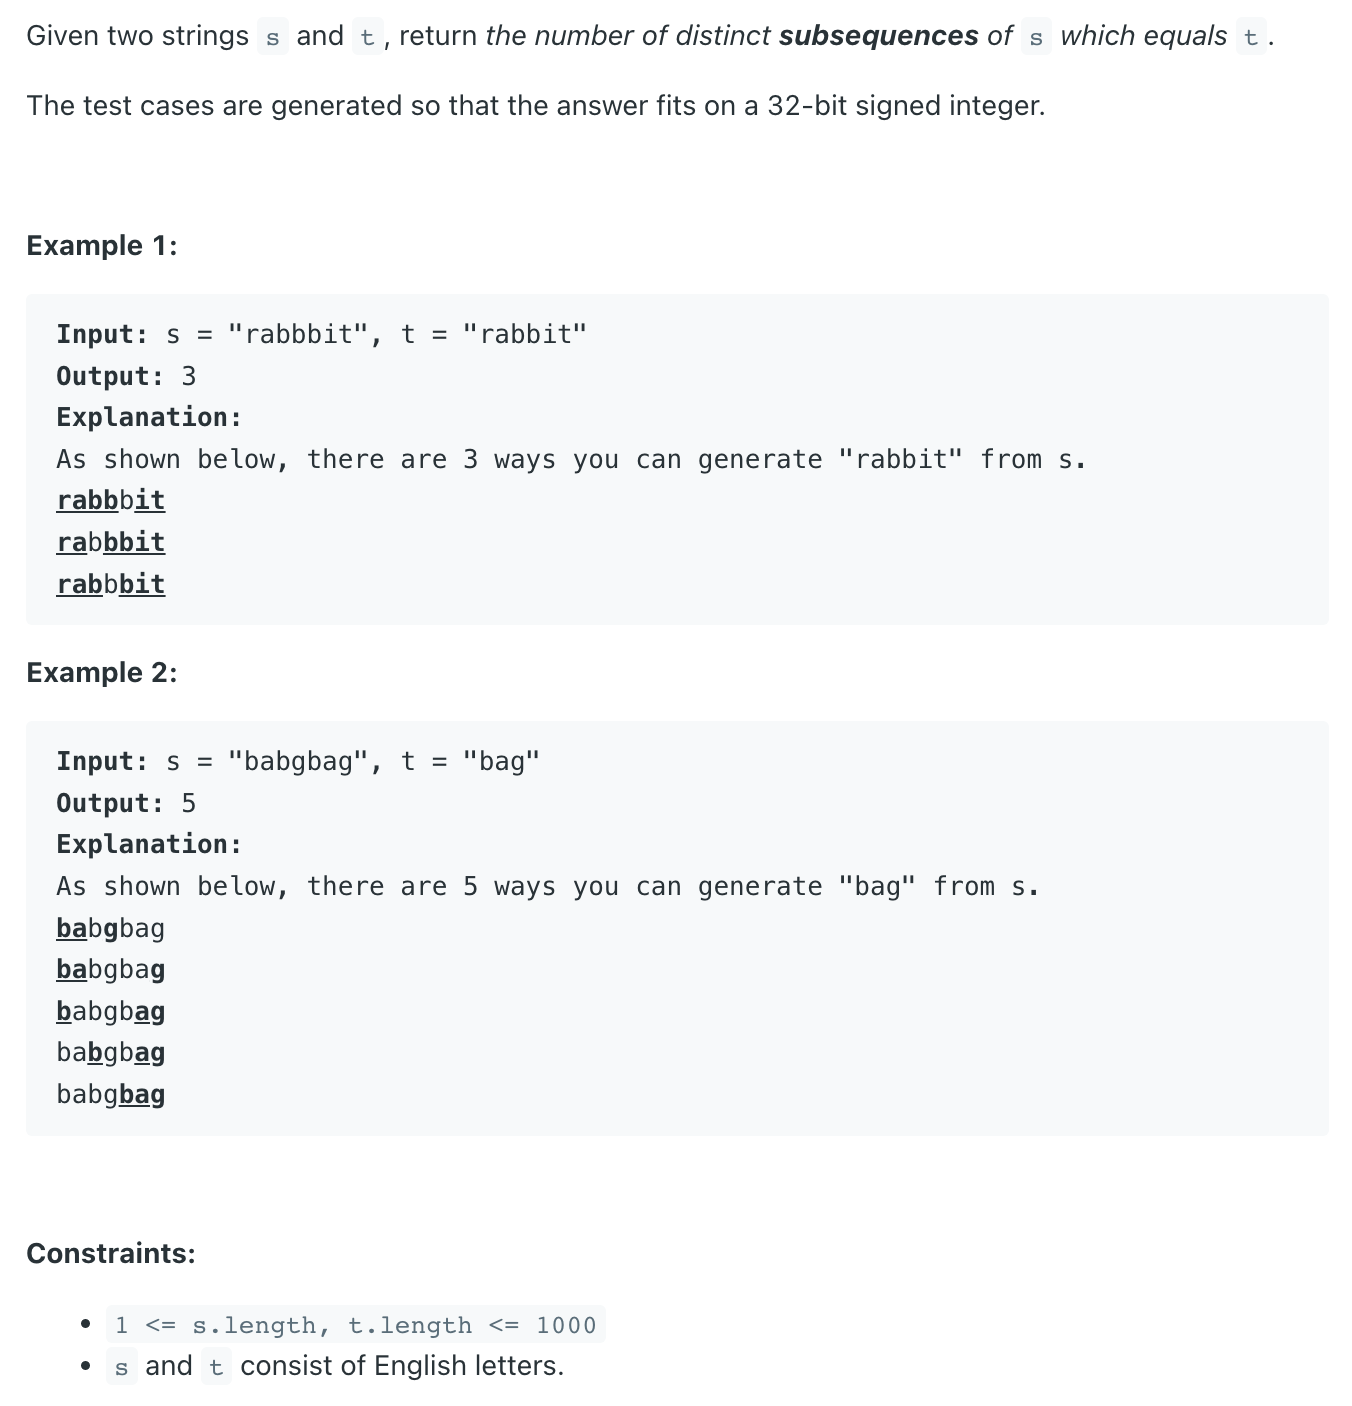 Given two strings s and t, return the number of distinct subsequences of s which equals t.
The test cases are generated so that the answer fits on a 32-bit signed integer.
Example 1:
Input: s = "rabbbit", t = "rabbit"
Output: 3
Explanation:
As shown below, there are 3 ways you can generate "rabbit" from s.
rabbbit
rabbbit
rabbbit
Example 2:
Input: s = "babgbag", t = "bag"
Output: 5
Explanation:
As shown below, there are 5 ways you can generate "bag" from s.
babgbag
babgbag
babgbag
babgbag
babgbag
Constraints:
• 1 <= s.length, t.length <= 1000
• s and t consist of English letters.